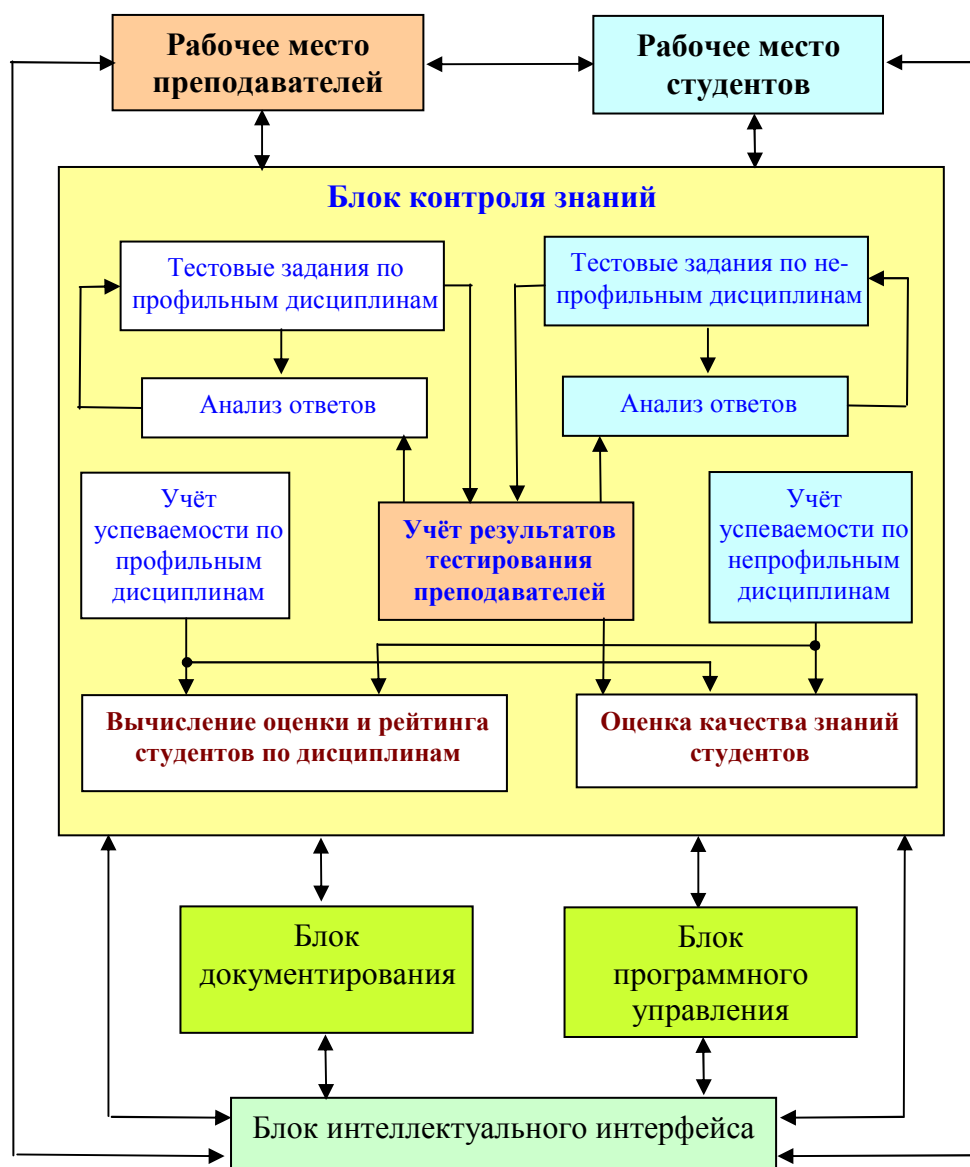 Рабочее место
преподавателей
Рабочее место
студентов
Блок контроля знаний
Тестовые задания по
профильным дисциплинам
Тестовые задания по не-
профильным дисциплинам
Анализ ответов
Анализ ответов
Учёт
успеваемости по
профильным
дисциплинам
Учёт результатов
тестирования
преподавателей
Учёт
успеваемости по
непрофильным
дисциплинам
Вычисление оценки и рейтинга
студентов по дисциплинам
Оценка качества знаний
студентов
Блок
документирования
Блок
программного
управления
Блок интеллектуального интерфейса